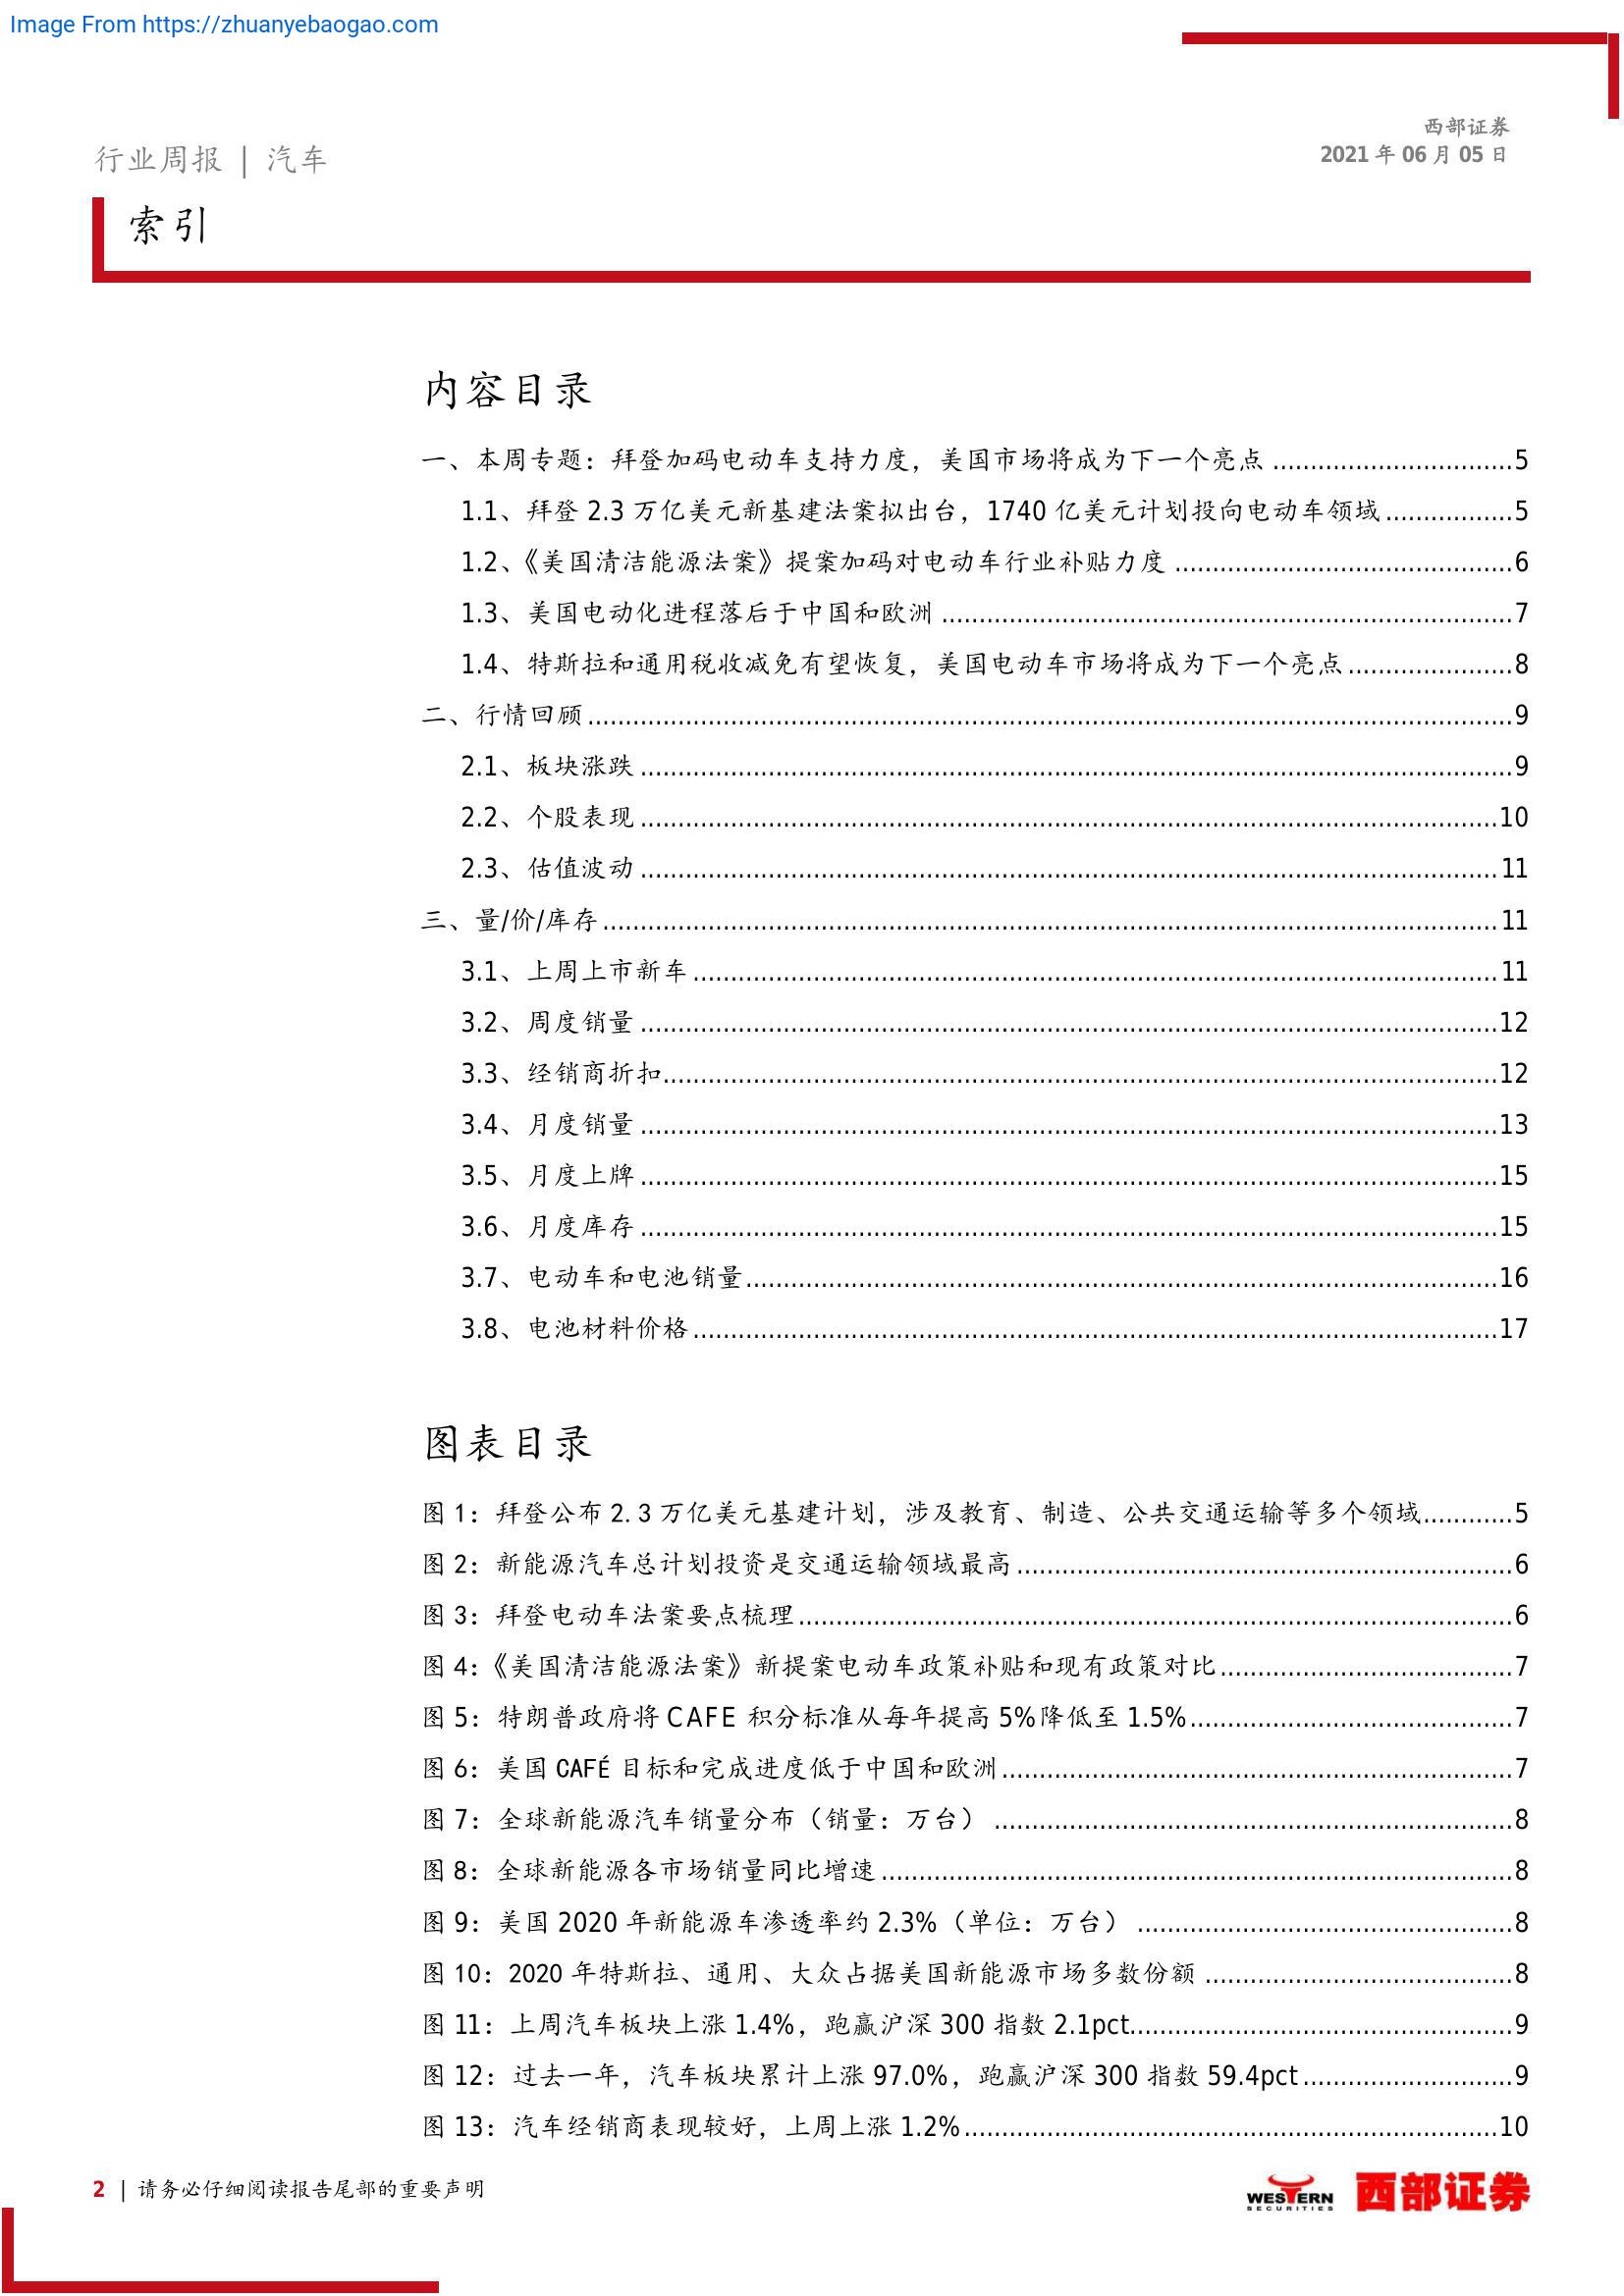 Image From https://zhuanyebaogao.com
西部证券
2021 年 06 月 05 日
行业周报 | 汽车
索引
内容目录
一、本周专题：拜登加码电动车支持力度，美国市场将成为下一个亮点 ................................5
1.1、拜登 2.3 万亿美元新基建法案拟出台，1740 亿美元计划投向电动车领域.................5
1.2、《美国清洁能源法案》提案加码对电动车行业补贴力度 .............................................6
1.3、美国电动化进程落后于中国和欧洲 ............................................................................7
1.4、特斯拉和通用税收减免有望恢复，美国电动车市场将成为下一个亮点......................8
二、行情回顾 ...........................................................................................................................9
2.1、板块涨跌 ....................................................................................................................9
2.2、个股表现 ..................................................................................................................10
2.3、估值波动 ..................................................................................................................11
三、量/价/库存 .......................................................................................................................11
3.1、上周上市新车 ...........................................................................................................11
3.2、周度销量 ..................................................................................................................12
3.3、经销商折扣...............................................................................................................12
3.4、月度销量 ..................................................................................................................13
3.5、月度上牌 ..................................................................................................................15
3.6、月度库存 ..................................................................................................................15
3.7、电动车和电池销量....................................................................................................16
3.8、电池材料价格 ...........................................................................................................17
图表目录
图 1：拜登公布 2.3 万亿美元基建计划，涉及教育、制造、公共交通运输等多个领域............5
图 2：新能源汽车总计划投资是交通运输领域最高 ..................................................................6
图 3：拜登电动车法案要点梳理...............................................................................................6
图 4：《美国清洁能源法案》新提案电动车政策补贴和现有政策对比.......................................7
图 5：特朗普政府将 CAFE 积分标准从每年提高 5%降低至 1.5%...........................................7
图 6：美国 CAFÉ 目标和完成进度低于中国和欧洲....................................................................7
图 7：全球新能源汽车销量分布（销量：万台） .....................................................................8
图 8：全球新能源各市场销量同比增速 ....................................................................................8
图 9：美国 2020 年新能源车渗透率约 2.3%（单位：万台） ..................................................8
图 10：2020 年特斯拉、通用、大众占据美国新能源市场多数份额 .........................................8
图 11：上周汽车板块上涨 1.4%，跑赢沪深 300 指数 2.1pct...................................................9
图 12：过去一年，汽车板块累计上涨 97.0%，跑赢沪深 300 指数 59.4pct............................9
图 13：汽车经销商表现较好，上周上涨 1.2%.......................................................................10
2 | 请务必仔细阅读报告尾部的重要声明
WESTERN SECURITIES 西部证券